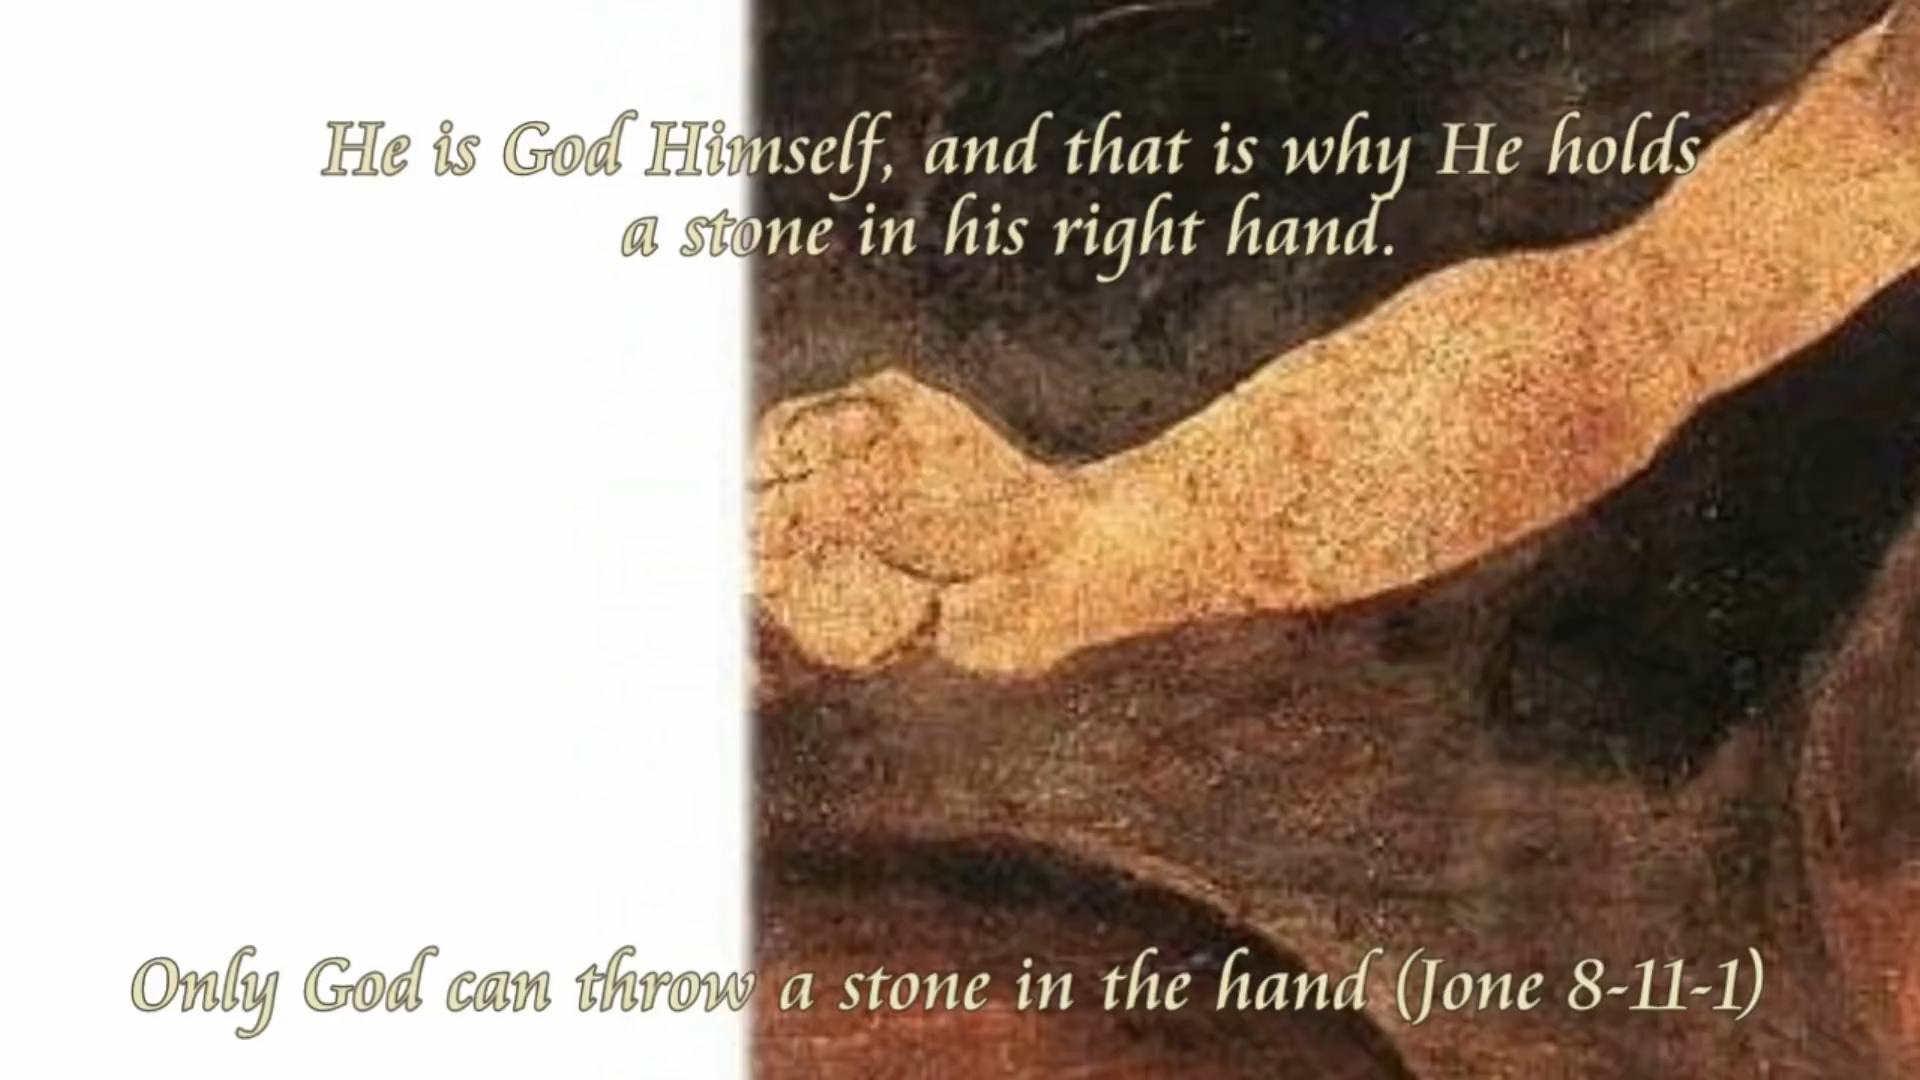 He is God Himself, and that is why He holds
a stone in his right hand.
Only God can throw a stone in the hand (Jone 8-11-1)